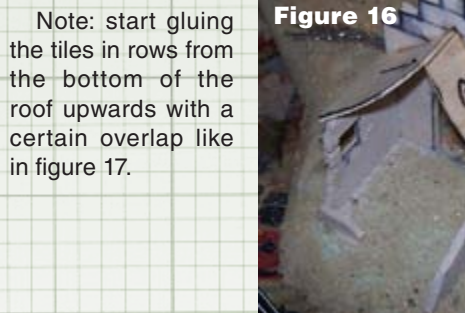 Note: start gluing
the tiles in rows from
the bottom of the
roof upwards with a
certain overlap like
in figure 17.
Figure 16